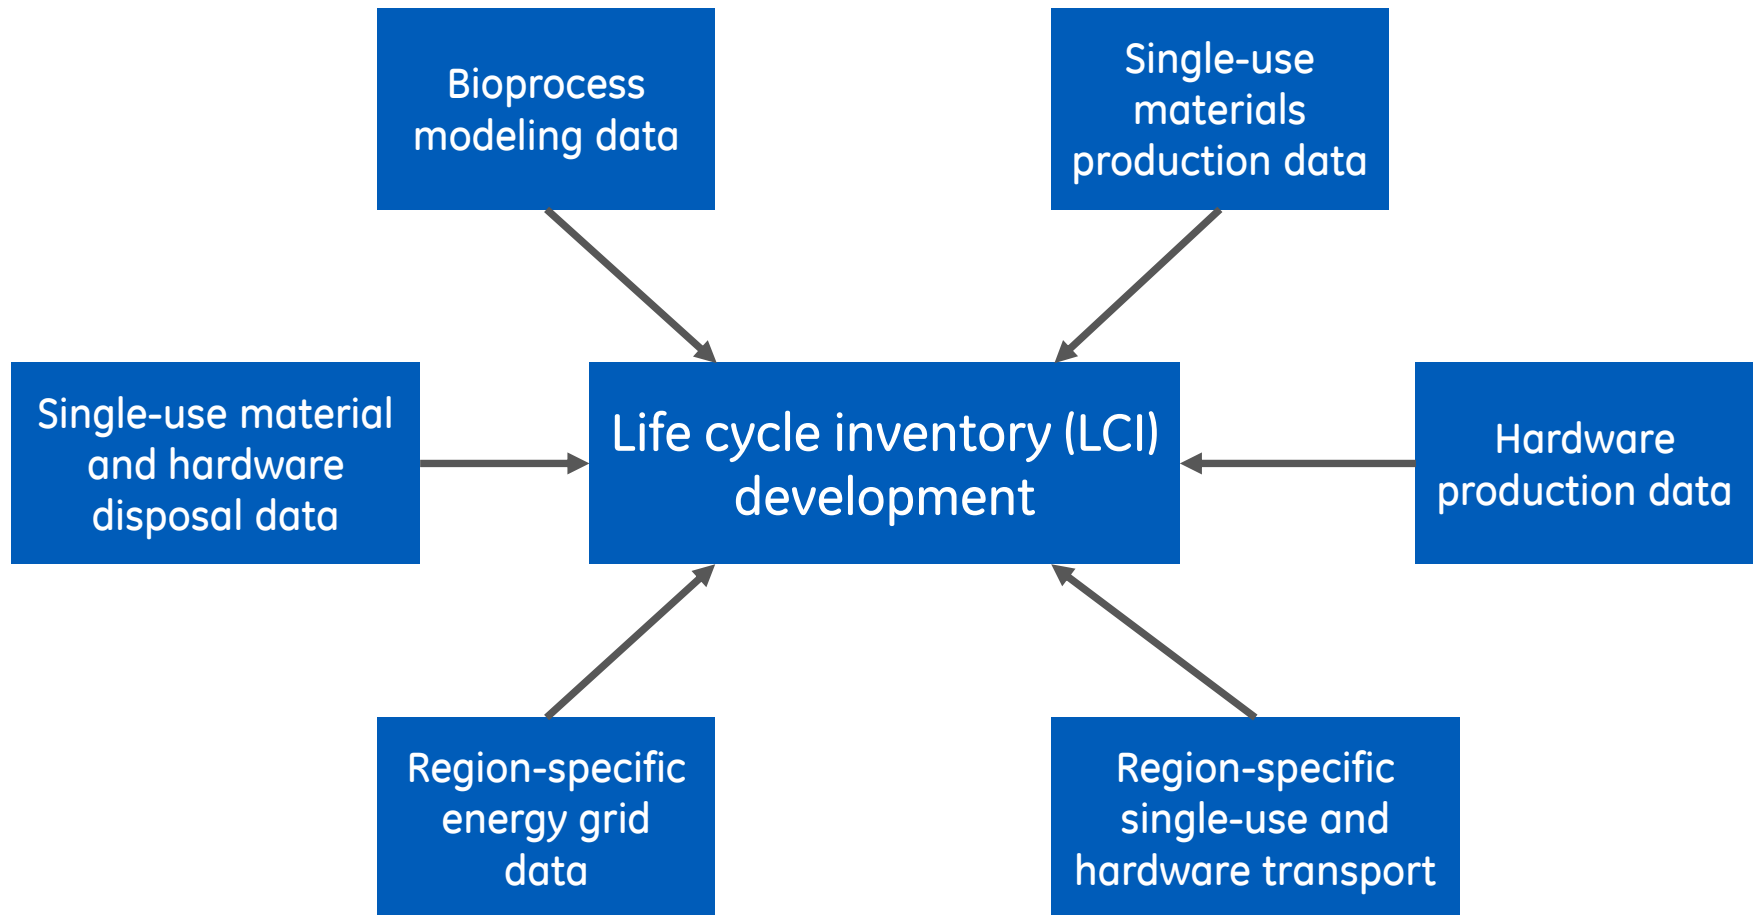 Bioprocess
modeling data
Single-use
materials
production data
Single-use material
and hardware
disposal data
Life cycle inventory (LCI)
development
Hardware
production data
Region-specific
energy grid
data
Region-specific
single-use and
hardware transport